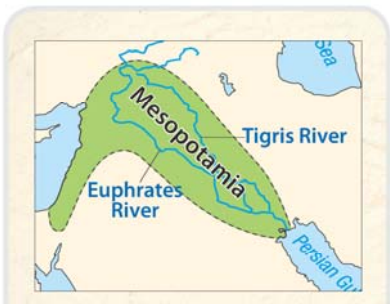 Sea
Mesopotamia
Tigris River
Euphrates
River
Persian Gu